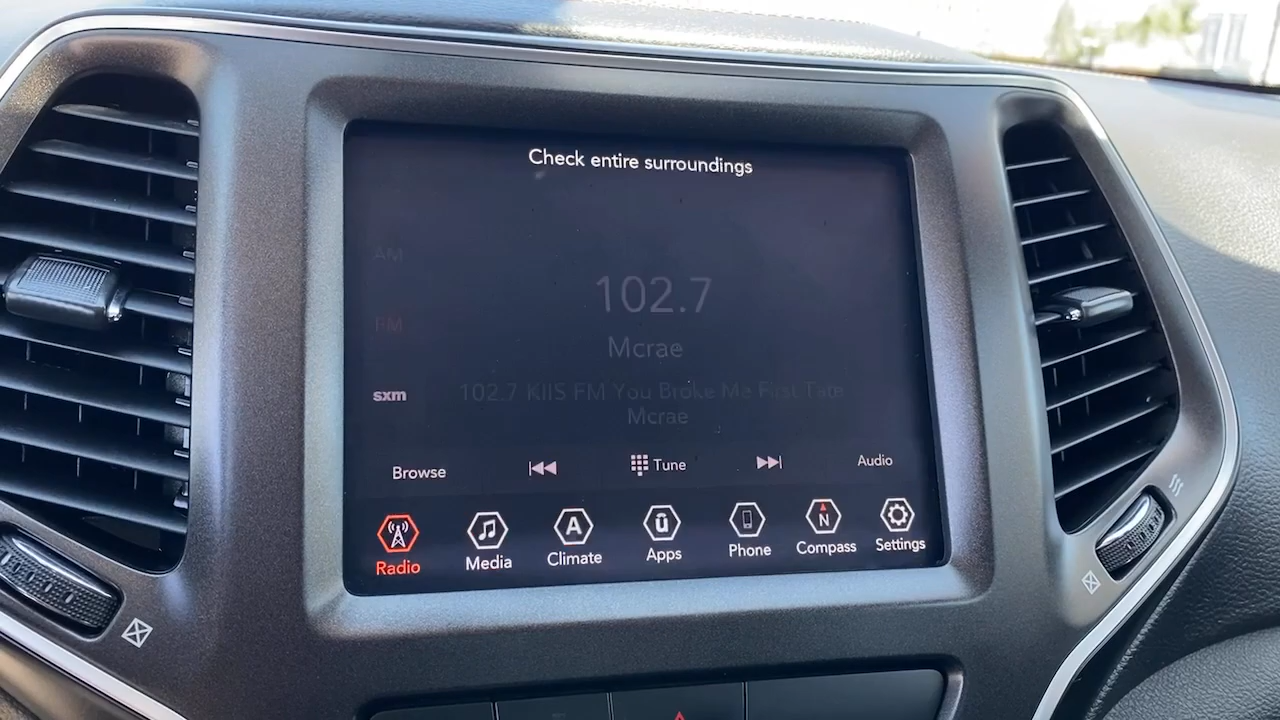 Check entire surroundings
AM
FM
sxm
102.7
Mcrae
102.7 KIIS FM You Broke Me First Tate
Mcrae
Browse
Tune
Audio
Radio
Media
A
Climate
û
Apps
Phone
N
Compass
Settings